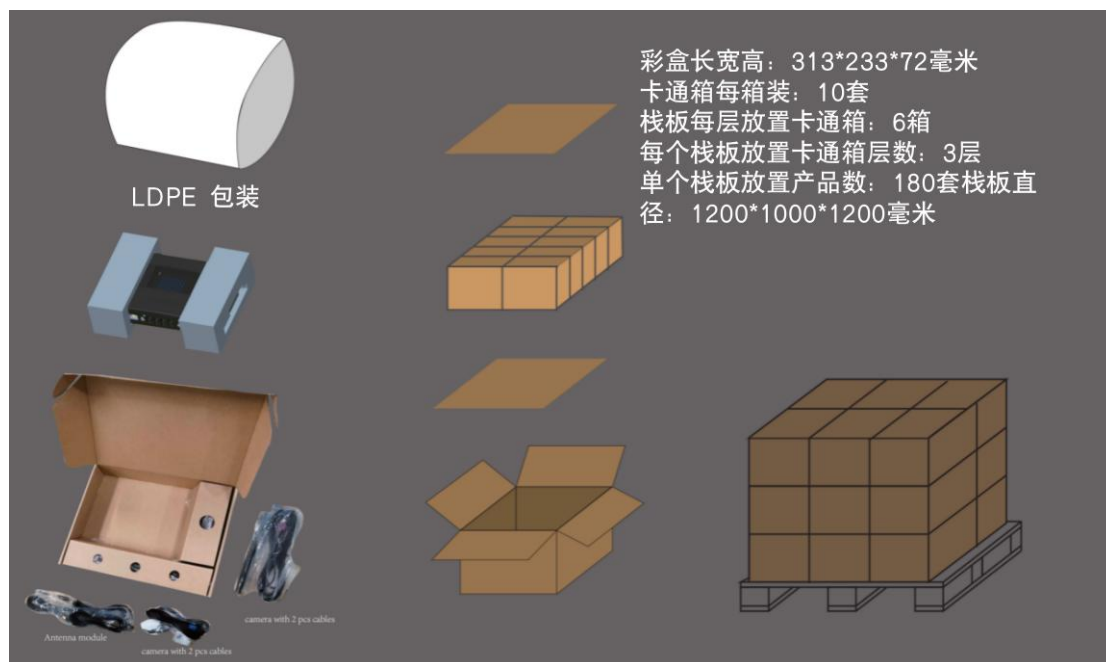 LDPE 包装
彩盒长宽高：313*233*72毫米
卡通箱每箱装：10套
栈板每层放置卡通箱：6箱
每个栈板放置卡通箱层数：3层
单个栈板放置产品数：180套栈板直
径：1200*1000*1200毫米
camera with 2 pcs cables
Antenna module
camera with 2 pcs cables